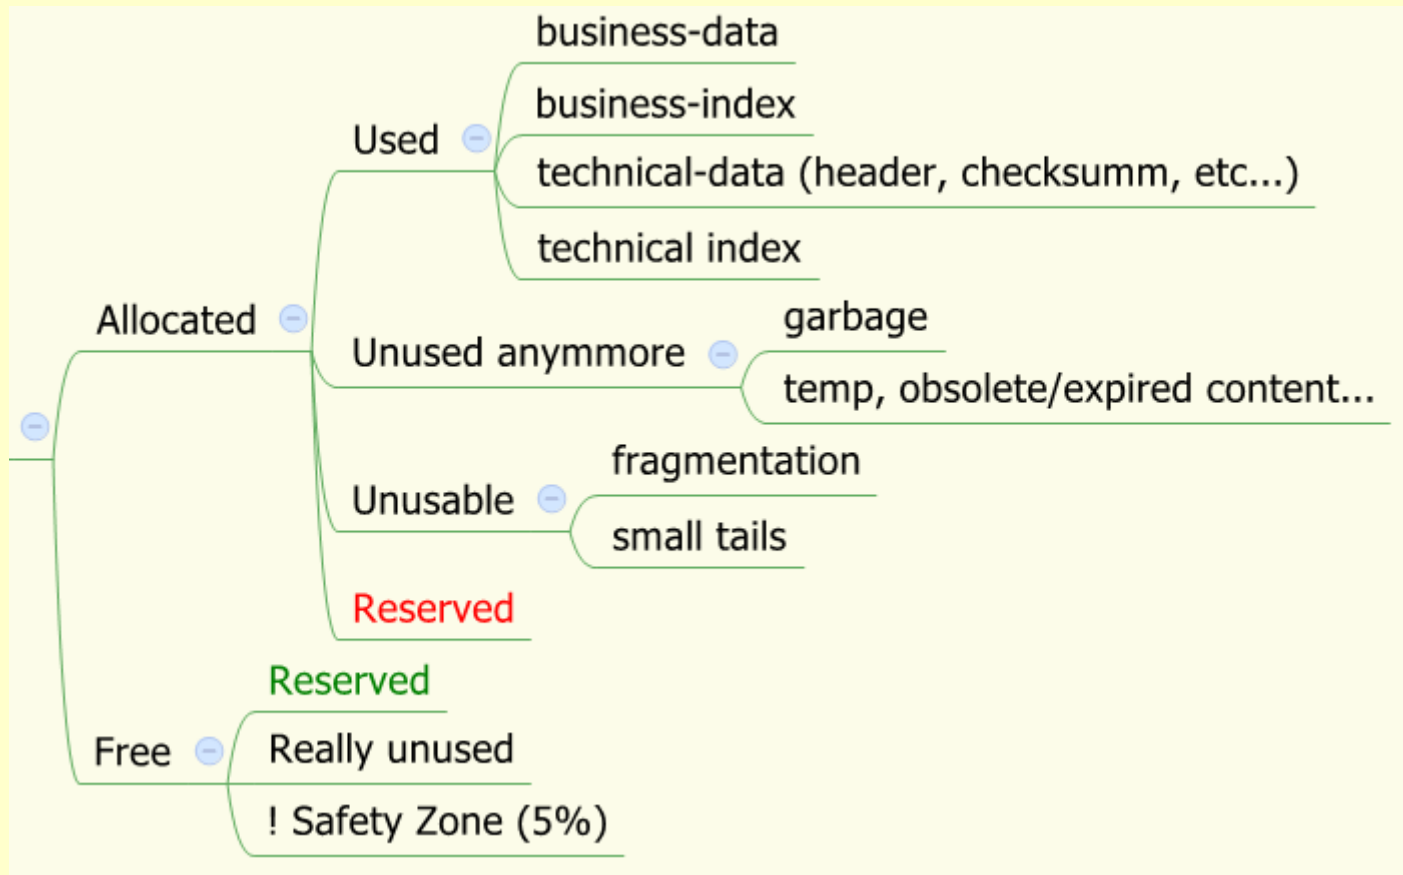 business-data
business-index
Used
technical-data (header, checksumm, etc...)
technical index
Allocated
garbage
Unused anymmore
temp, obsolete/expired content...
fragmentation
Unusable
small tails
Reserved
Reserved
Really unused
Free
! Safety Zone (5%)